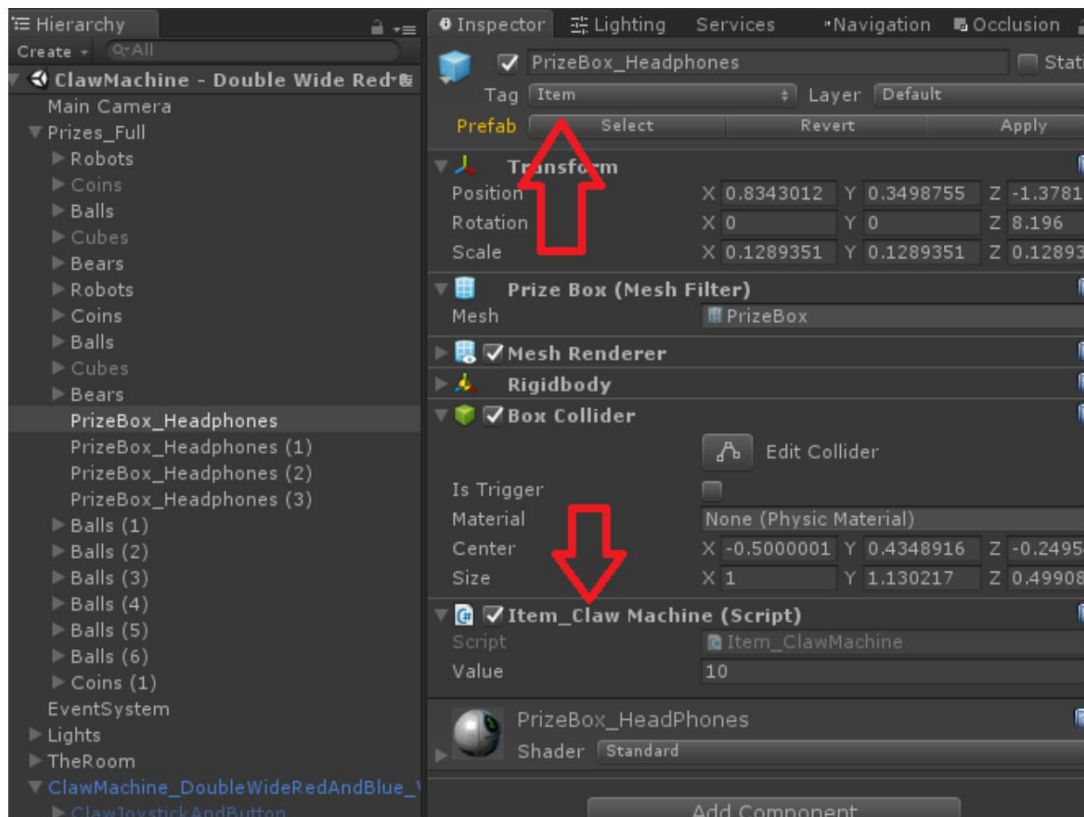 Hierarchy
Create
All
ClawMachine - Double Wide Red
Main Camera
Prizes_Full
Robots
Coins
Balls
Cubes
Bears
Robots
Coins
Balls
Cubes
Bears
PrizeBox_Headphones
PrizeBox_Headphones (1)
PrizeBox_Headphones (2)
PrizeBox_Headphones (3)
Balls (1)
Balls (2)
Balls (3)
Balls (4)
Balls (5)
Balls (6)
Coins (1)
EventSystem
Lights
TheRoom
ClawMachine_DoubleWideRedAndBlue_
ClawJoystickAndButton
Inspector Lighting Services Navigation Occlusion
PrizeBox_Headphones Stati
Tag Item Layer Default
Prefab Select Revert Apply
Transform
Position X 0.8343012 Y 0.3498755 Z -1.3781
Rotation X 0 Y 0 Z 8.196
Scale X 0.1289351 Y 0.1289351 Z 0.12893
Prize Box (Mesh Filter)
Mesh PrizeBox
Mesh Renderer
Rigidbody
Box Collider
Edit Collider
Is Trigger
Material None (Physic Material)
Center X -0.5000001 Y 0.4348916 Z -0.2495
Size X 1 Y 1.130217 Z 0.49908
Item_Claw Machine (Script)
Script Item_ClawMachine
Value 10
PrizeBox_HeadPhones
Shader Standard
Add Component